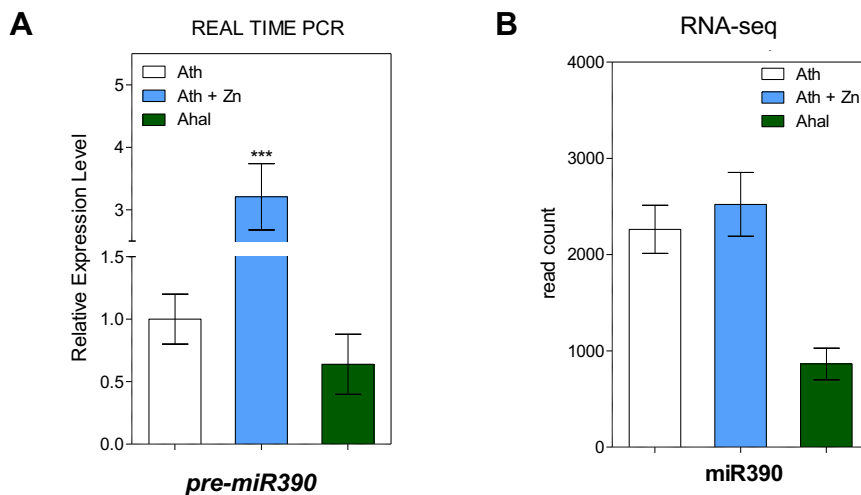 A
REAL TIME PCR
Relative Expression Level
5
4
3
1.5
1.0
0.5
0.0
Ath
Ath + Zn
Ahal
***
pre-miR390
B
RNA-seq
read count
4000
3000
2000
1000
0
Ath
Ath + Zn
Ahal
miR390